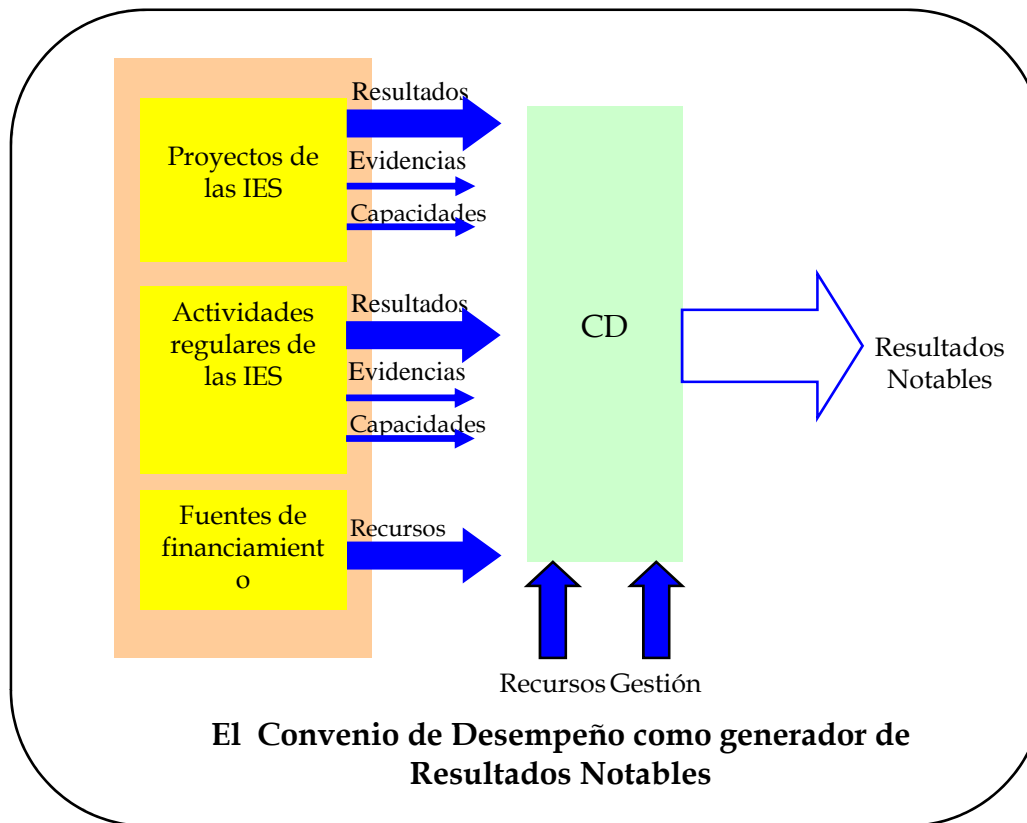 Resultados
Proyectos de
las IES
Evidencias
Capacidades
Resultados
Actividades
regulares de
las IES
Evidencias
Capacidades
Fuentes de
financiamient
o
Recursos
CD
Resultados
Notables
Recursos Gestión
El  Convenio de Desempeño como generador de
Resultados Notables